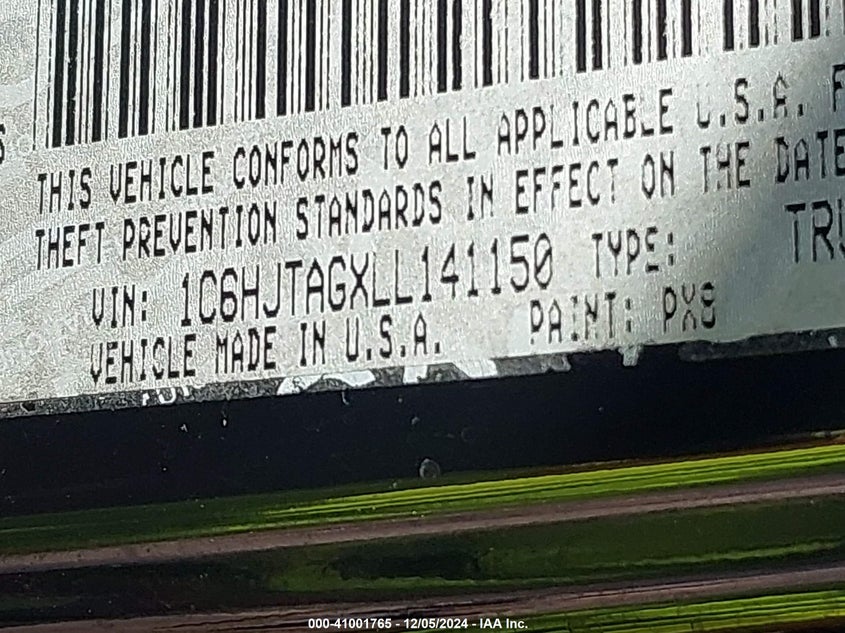 THIS VEHICLE CONFORMS TO ALL APPLICABLE U.S.A. F
THEFT PREVENTION STANDARDS IN EFFECT ON THE DATE
VIN: 1C6HJTAGXLL141150 TYPE: TRU
VEHICLE MADE IN U.S.A. PAINT: PX8
000-41001765 - 12/05/2024 - IAA Inc.